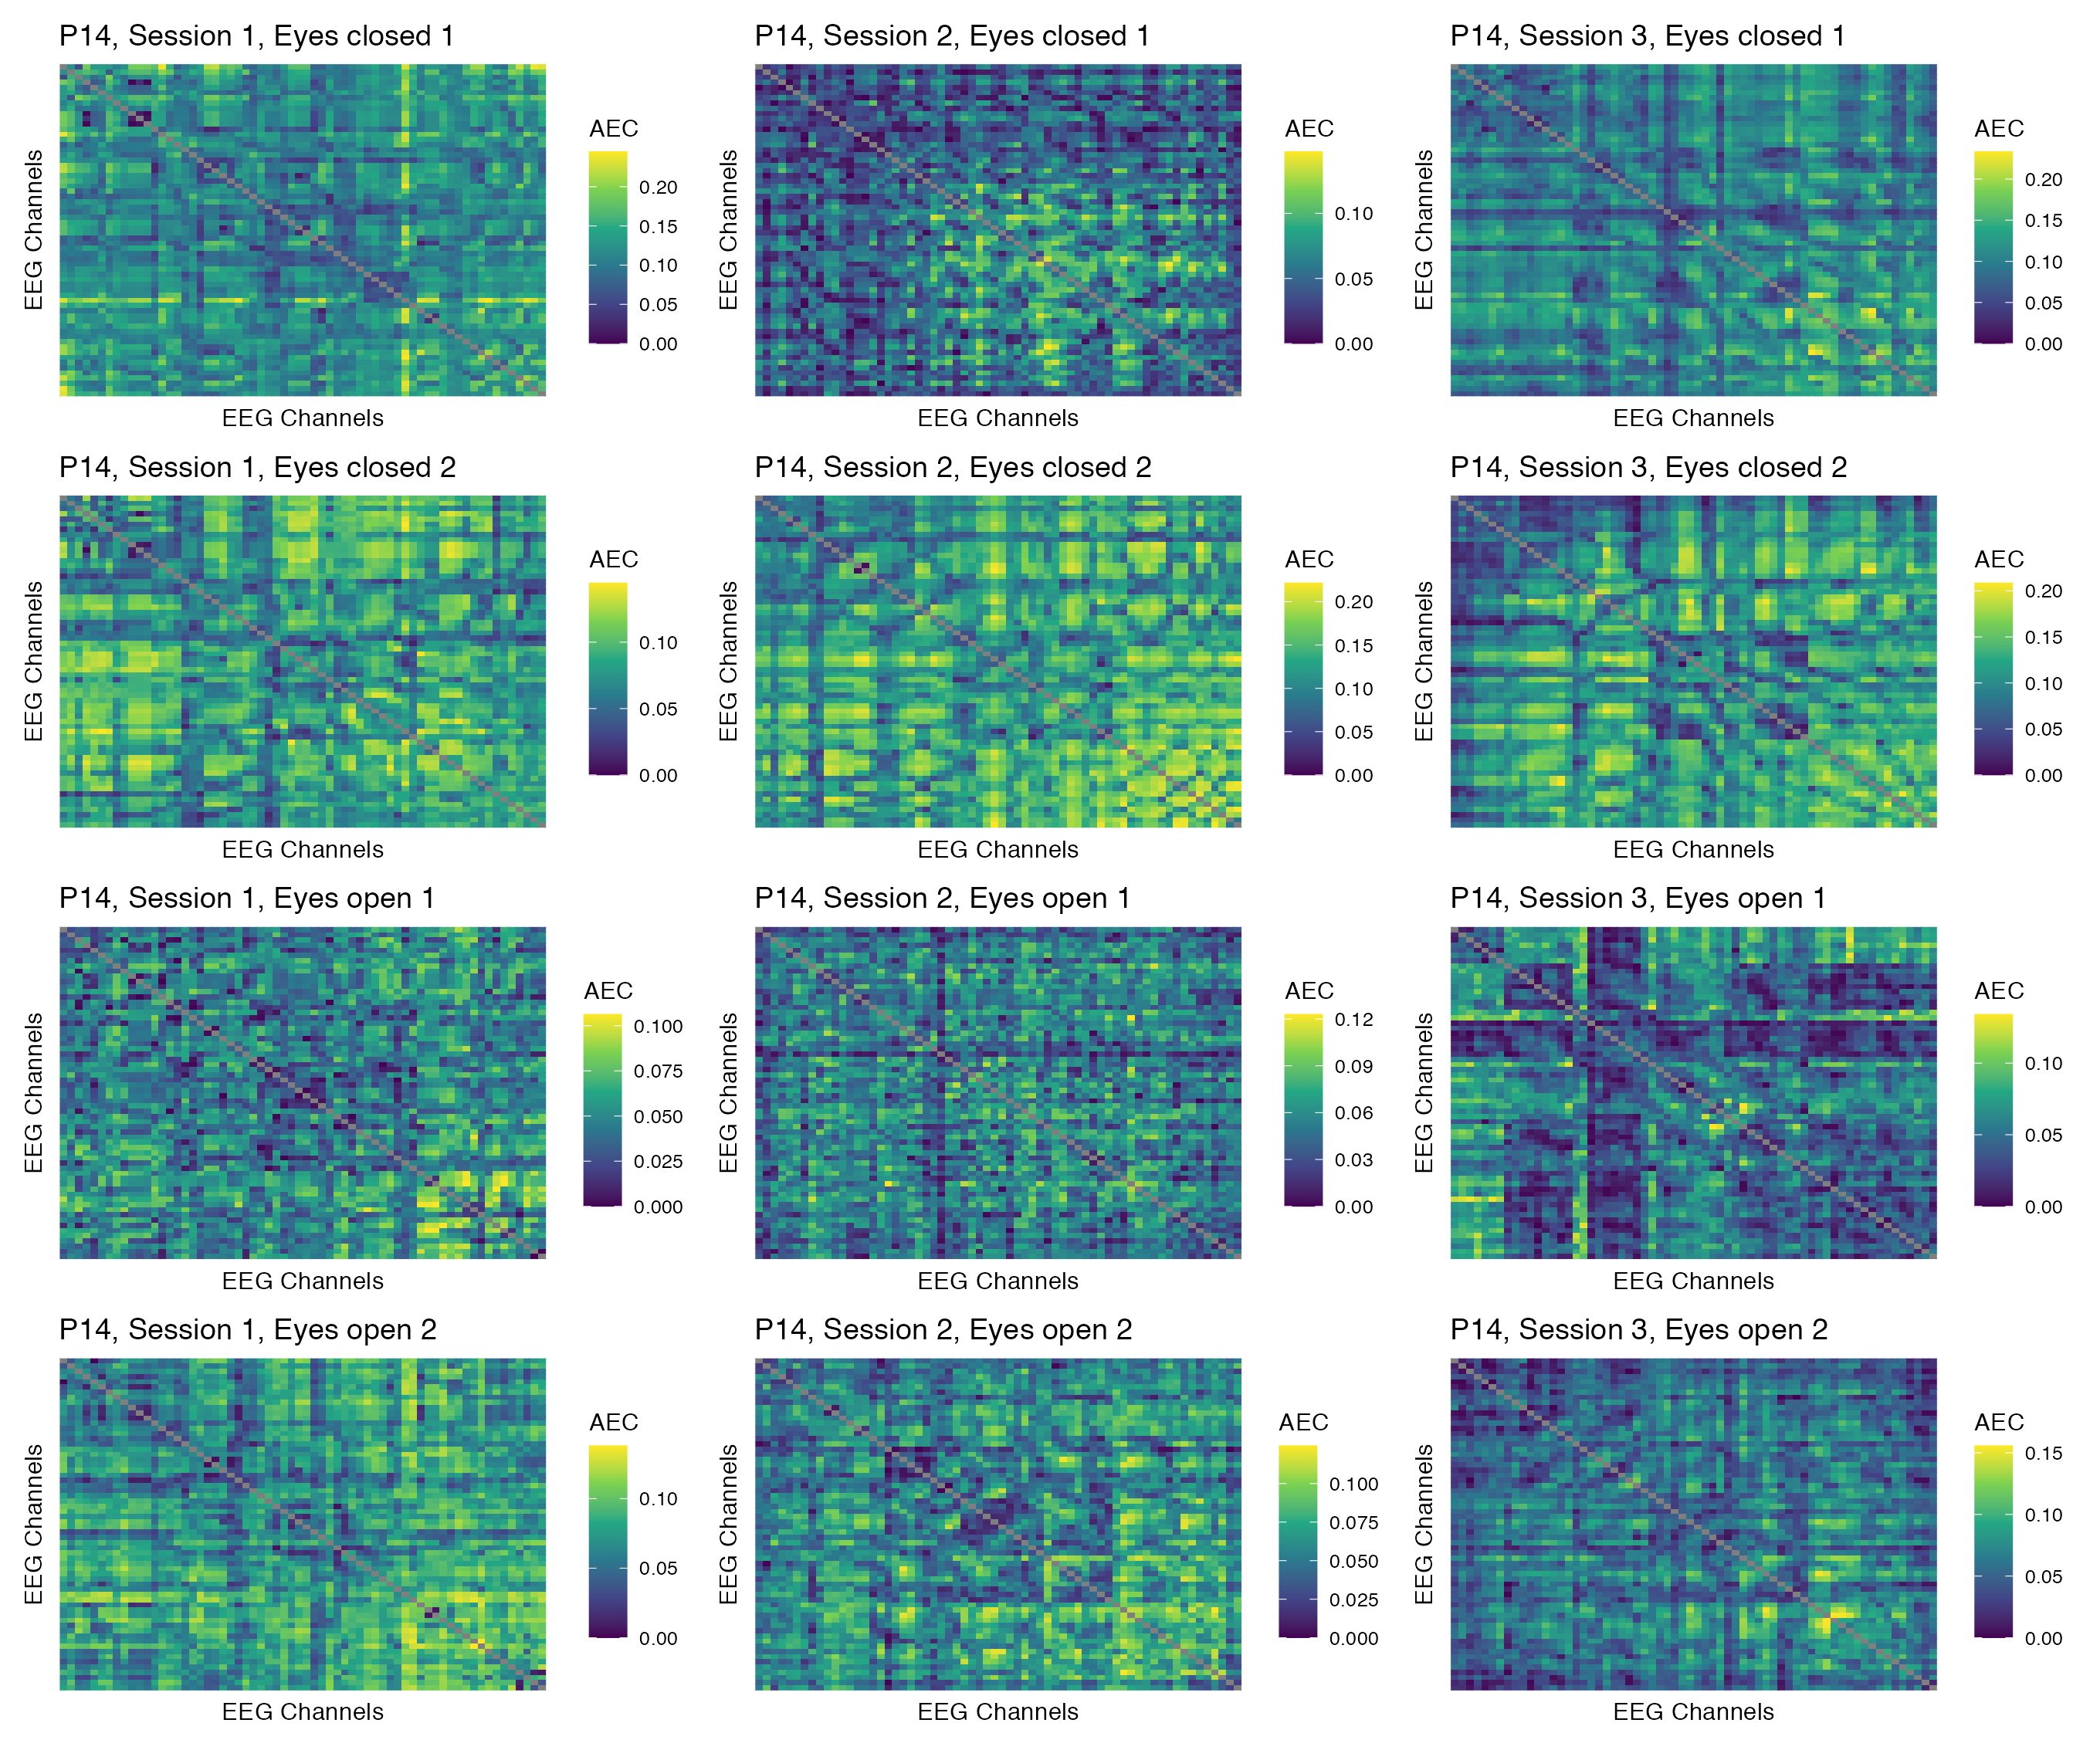 P14, Session 1, Eyes closed 1
EEG Channels
EEG Channels
AEC
0.20
0.15
0.10
0.05
0.00
P14, Session 2, Eyes closed 1
EEG Channels
EEG Channels
AEC
0.10
0.05
0.00
P14, Session 3, Eyes closed 1
EEG Channels
EEG Channels
AEC
0.20
0.15
0.10
0.05
0.00
P14, Session 1, Eyes closed 2
EEG Channels
EEG Channels
AEC
0.10
0.05
0.00
P14, Session 2, Eyes closed 2
EEG Channels
EEG Channels
AEC
0.20
0.15
0.10
0.05
0.00
P14, Session 3, Eyes closed 2
EEG Channels
EEG Channels
AEC
0.20
0.15
0.10
0.05
0.00
P14, Session 1, Eyes open 1
EEG Channels
EEG Channels
AEC
0.100
0.075
0.050
0.025
0.000
P14, Session 2, Eyes open 1
EEG Channels
EEG Channels
AEC
0.12
0.09
0.06
0.03
0.00
P14, Session 3, Eyes open 1
EEG Channels
EEG Channels
AEC
0.10
0.05
0.00
P14, Session 1, Eyes open 2
EEG Channels
EEG Channels
AEC
0.10
0.05
0.00
P14, Session 2, Eyes open 2
EEG Channels
EEG Channels
AEC
0.100
0.075
0.050
0.025
0.000
P14, Session 3, Eyes open 2
EEG Channels
EEG Channels
AEC
0.15
0.10
0.05
0.00